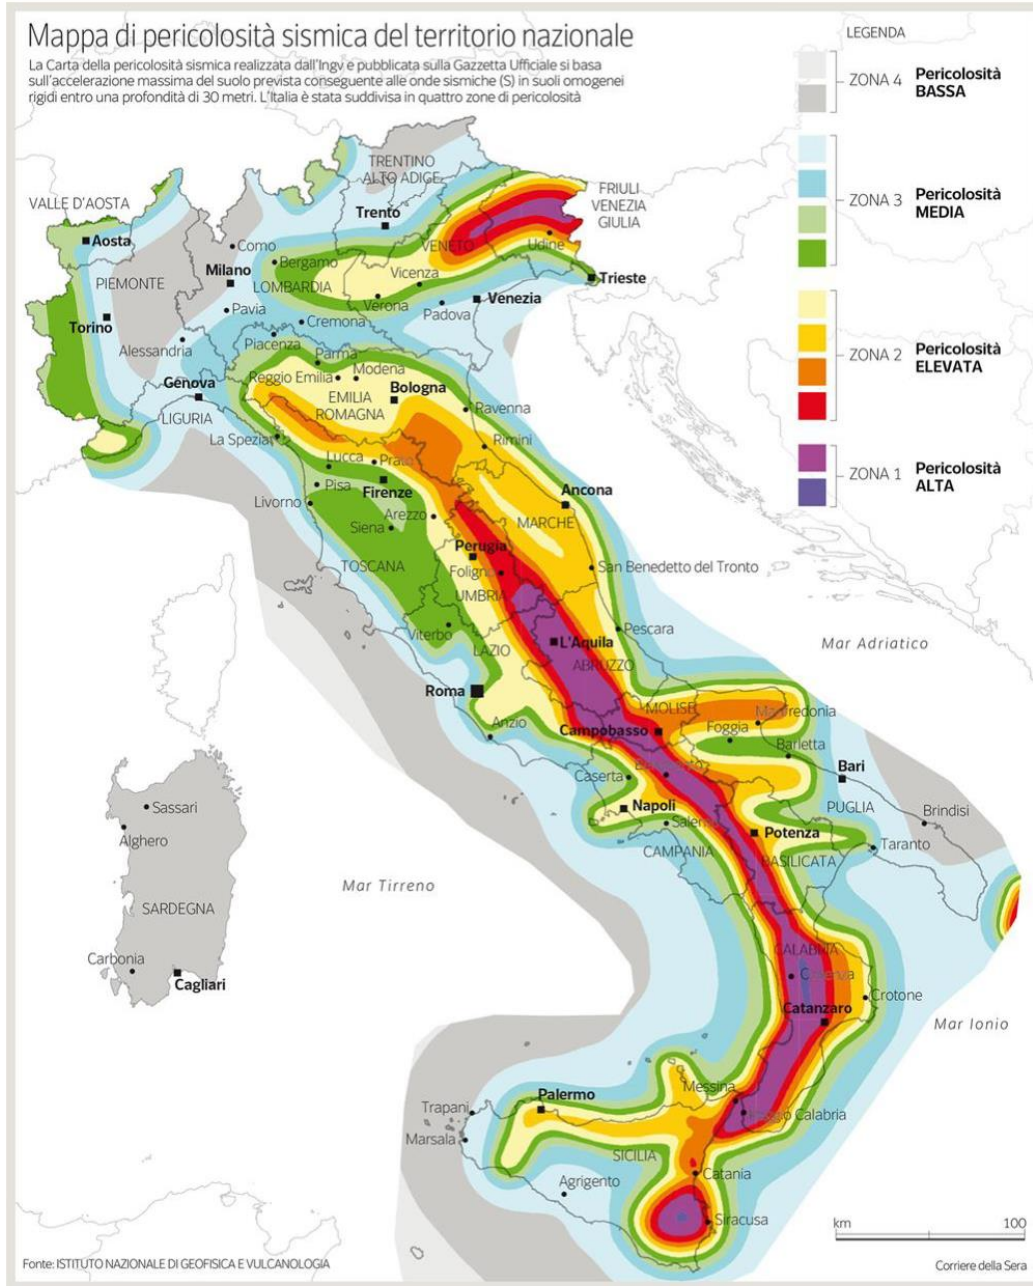 Mappa di pericolosità sismica del territorio nazionale
La Carta della pericolosità sismica realizzata dall'Ingv e pubblicata sulla Gazzetta Ufficiale si basa
sull'accelerazione massima del suolo prevista conseguente alle onde sismiche (S) in suoli omogenei
rigidi entro una profondità di 30 metri. L'Italia è stata suddivisa in quattro zone di pericolosità
LEGENDA
ZONA 4 Pericolosità
BASSA
ZONA 3 Pericolosità
MEDIA
ZONA 2 Pericolosità
ELEVATA
ZONA 1 Pericolosità
ALTA
TRENTINO
ALTO ADIGE
FRIULI
VENEZIA
GIULIA
VALLE D'AOSTA
Trento
Aosta
Como
VENETO
Udine
Bergamo
Milano
LOMBARDIA
Vicenza
Trieste
PIEMONTE
Verona
Padova
Venezia
Pavia
Torino
Cremona
Piacenza
Alessandria
Parma
Genova
Reggio Emilia
Modena
Bologna
EMILIA
ROMAGNA
LIGURIA
Ravenna
La Spezia
Rimini
Lucca
Prato
Pisa
Firenze
Ancona
Livorno
Arezzo
MARCHE
Siena
Perugia
TOSCANA
Foligno
San Benedetto del Tronto
UMBRIA
Viterbo
Pescara
L'Aquila
LAZIO
ABRUZZO
Mar Adriatico
Roma
MOLISE
Manfredonia
Anzio
Campobasso
Foggia
Barletta
Bari
Caserta
Napoli
PUGLIA
Brindisi
Sassari
Salerno
Potenza
Alghero
CAMPANIA
BASILICATA
Taranto
Mar Tirreno
SARDEGNA
CALABRIA
Carbonia
Cosenza
Cagliari
Crotone
Catanzaro
Mar Ionio
Messina
Palermo
Trapani
Reggio Calabria
Marsala
SICILIA
Catania
Agrigento
Siracusa
km 100
Fonte: ISTITUTO NAZIONALE DI GEOFISICA E VULCANOLOGIA
Corriere della Sera